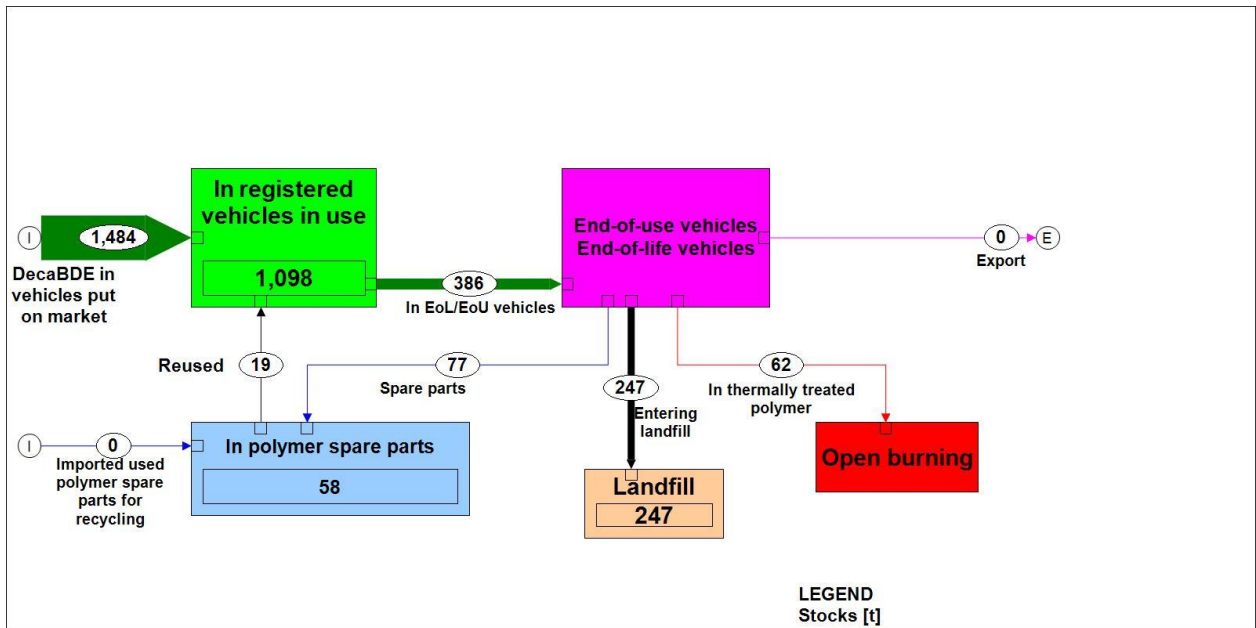 In registered
vehicles in use
1,098
I
1,484
DecaBDE in
vehicles put
on market
386
In EoL/EoU vehicles
End-of-use vehicles
End-of-life vehicles
0
E
Export
Reused
19
77
Spare parts
247
Entering
landfill
62
In thermally treated
polymer
I
0
Imported used
polymer spare
parts for
recycling
In polymer spare parts
58
Landfill
247
Open burning
LEGEND
Stocks [t]